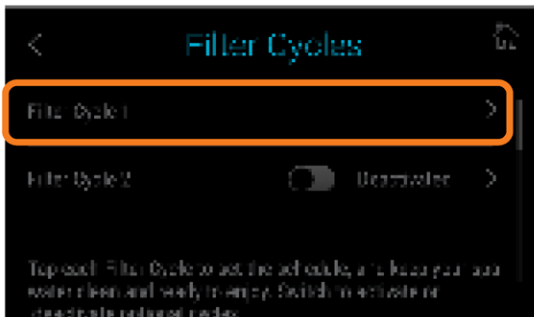 Filter Cycles
Filter Cycle 1
Filter Cycle 2 Deactivated
Tap each Filter Cycle to set the schedule, and keep your spa
water clean and ready to enjoy. Switch to activate or
deactivate